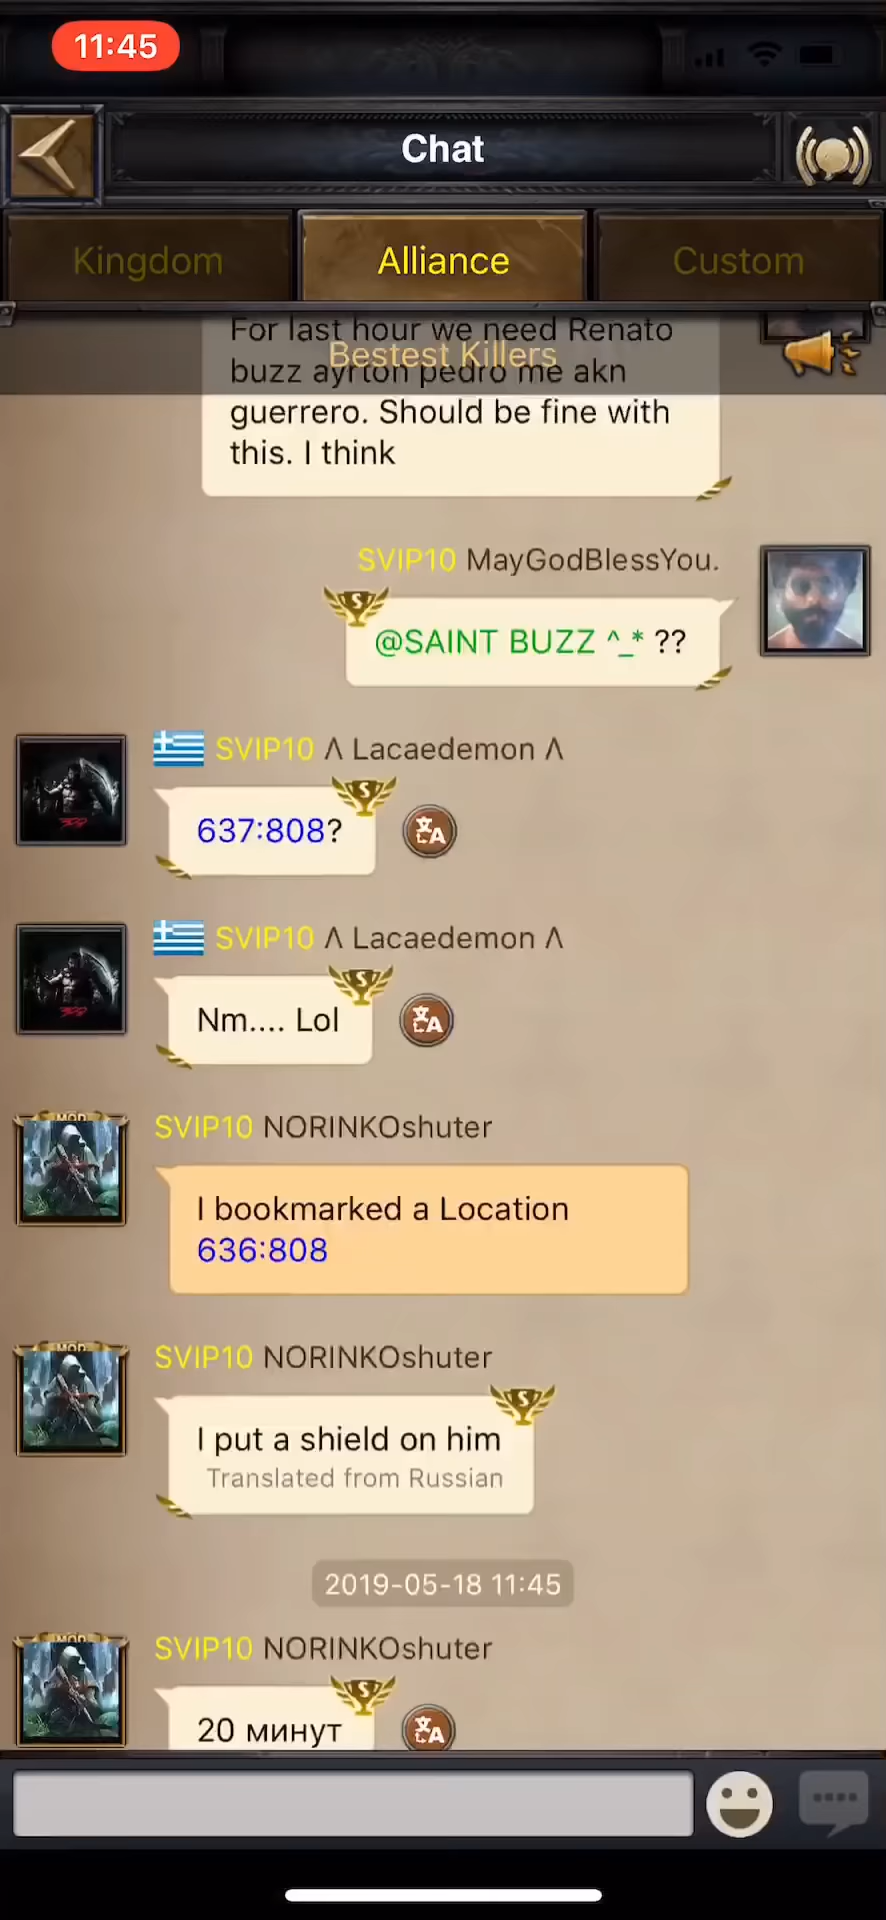 11:45
Chat
Kingdom
Alliance
Custom
Bestest Killers
For last hour we need Renato
buzz ayrton pedro me akn
guerrero. Should be fine with
this. I think
SVIP10 MayGodBlessYou.
@SAINT BUZZ ^_* ??
SVIP10 Λ Lacaedemon Λ
637:808?
SVIP10 Λ Lacaedemon Λ
Nm.... Lol
MOD
SVIP10 NORINKOshuter
I bookmarked a Location
636:808
MOD
SVIP10 NORINKOshuter
I put a shield on him
Translated from Russian
2019-05-18 11:45
MOD
SVIP10 NORINKOshuter
20 минут